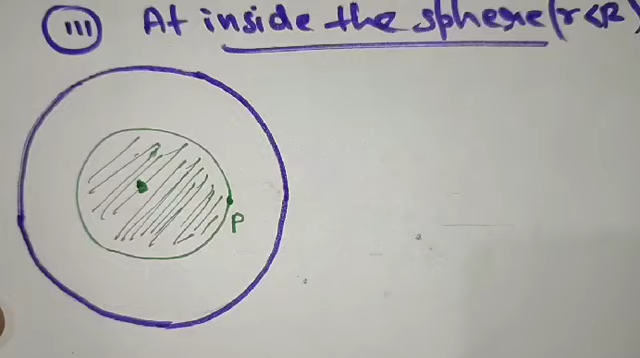 (iii) At inside the sphere (r<R)
P